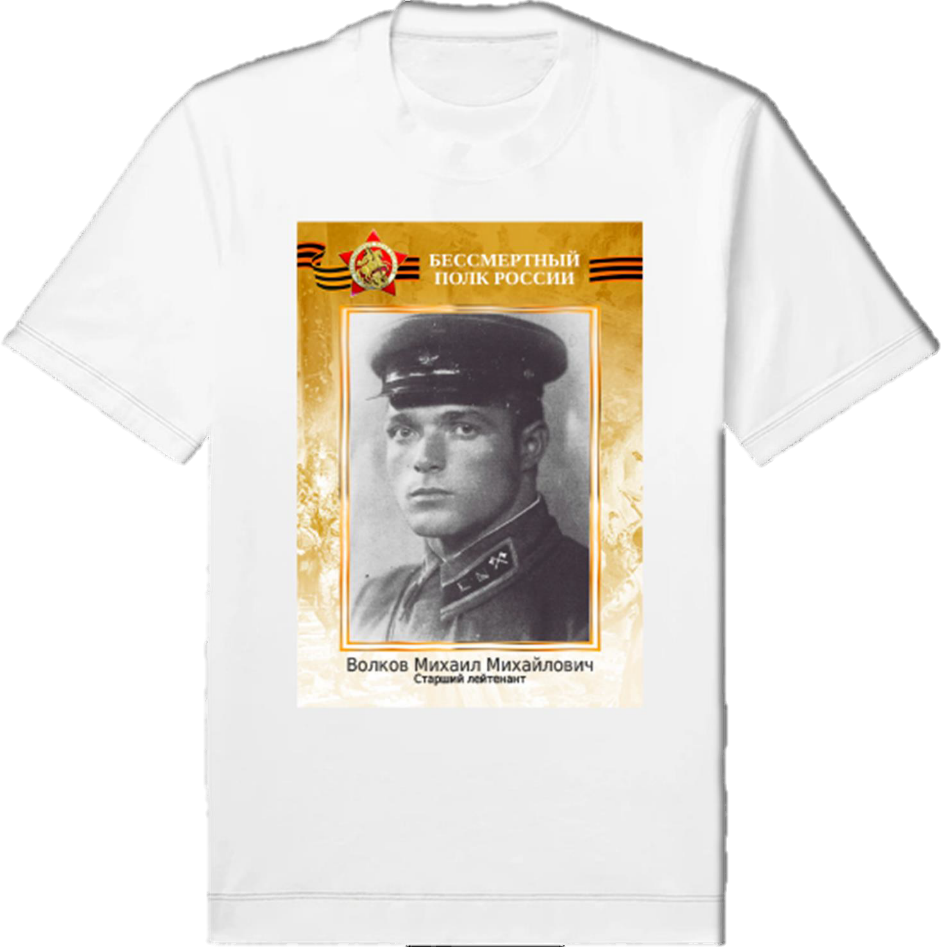 БЕССМЕРТНЫЙ
ПОЛК РОССИИ
Волков Михаил Михайлович
Старший лейтенант